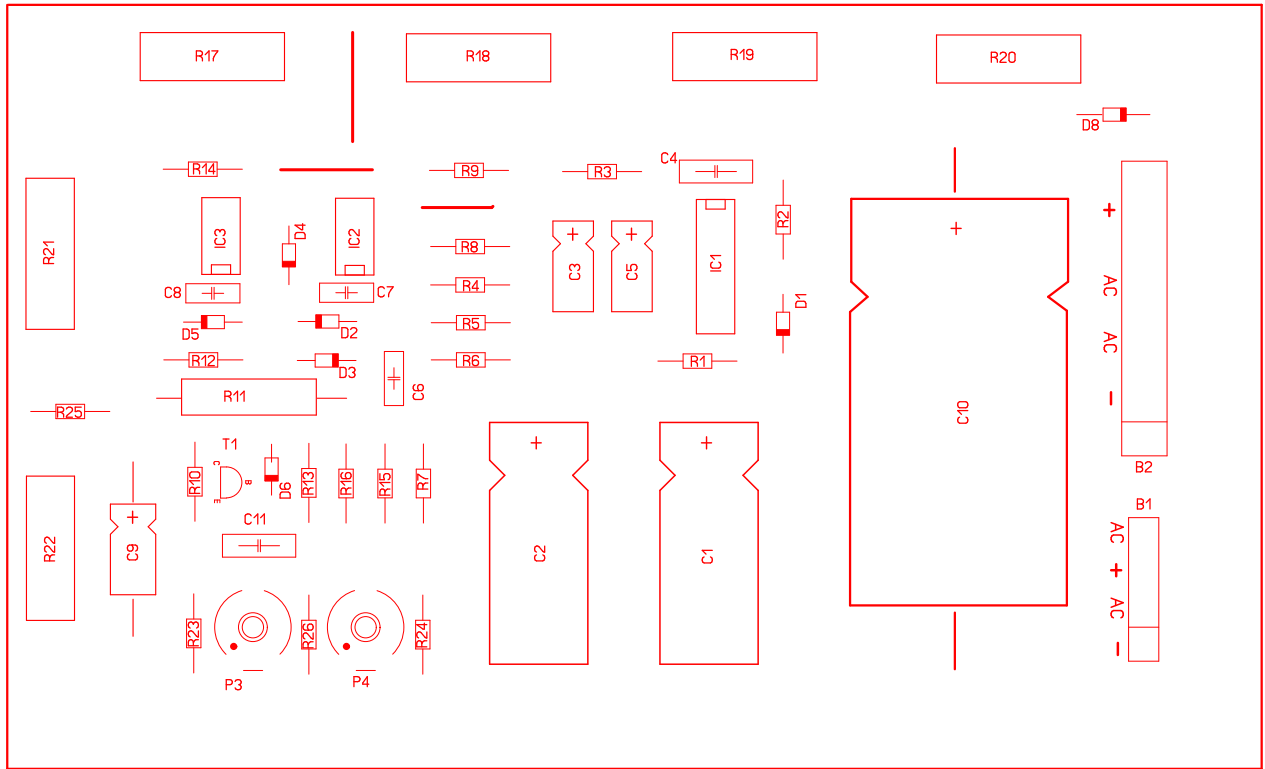 R17
R18
R19
R20
D8
R14
R9
R3
C4
R21
IC3
D4
IC2
R8
C3
C5
IC1
R2
+
+
+
+
AC
C8
C7
R4
D1
D5
D2
R5
AC
R12
D3
R6
R1
-
R11
C6
R25
C10
T1
+
+
B2
C
R10
B
E
D6
R13
R16
R15
R7
B1
C11
+
AC
R22
C9
C2
C1
+
AC
R23
R26
R24
-
P3
P4